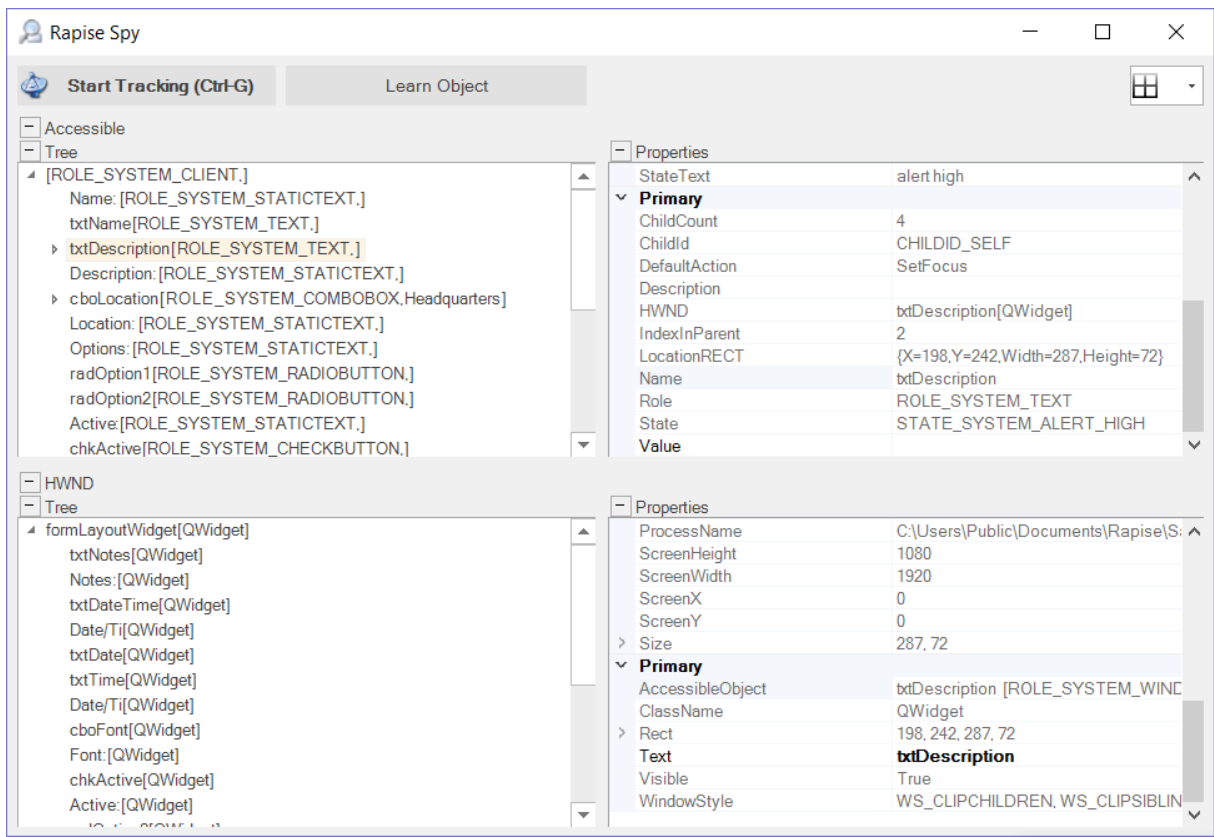 Rapise Spy
Start Tracking (Ctrl-G)
Learn Object
Accessible
Tree
[ROLE_SYSTEM_CLIENT,]
Name: [ROLE_SYSTEM_STATICTEXT,]
txtName[ROLE_SYSTEM_TEXT,]
txtDescription[ROLE_SYSTEM_TEXT,]
Description: [ROLE_SYSTEM_STATICTEXT,]
cboLocation[ROLE_SYSTEM_COMBOBOX,Headquarters]
Location: [ROLE_SYSTEM_STATICTEXT,]
Options: [ROLE_SYSTEM_STATICTEXT,]
radOption1[ROLE_SYSTEM_RADIOBUTTON,]
radOption2[ROLE_SYSTEM_RADIOBUTTON,]
Active:[ROLE_SYSTEM_STATICTEXT,]
chkActive[ROLE_SYSTEM_CHECKBUTTON,]
Properties
StateText alert high
Primary
ChildCount 4
ChildId CHILDID_SELF
DefaultAction SetFocus
Description
HWND txtDescription[QWidget]
IndexInParent 2
LocationRECT {X=198,Y=242,Width=287,Height=72}
Name txtDescription
Role ROLE_SYSTEM_TEXT
State STATE_SYSTEM_ALERT_HIGH
Value
HWND
Tree
formLayoutWidget[QWidget]
txtNotes[QWidget]
Notes:[QWidget]
txtDateTime[QWidget]
Date/Ti[QWidget]
txtDate[QWidget]
txtTime[QWidget]
Date/Ti[QWidget]
cboFont[QWidget]
Font:[QWidget]
chkActive[QWidget]
Active:[QWidget]
Properties
ProcessName C:\Users\Public\Documents\Rapise\Sa
ScreenHeight 1080
ScreenWidth 1920
ScreenX 0
ScreenY 0
Size 287, 72
Primary
AccessibleObject txtDescription [ROLE_SYSTEM_WIND
ClassName QWidget
Rect 198, 242, 287, 72
Text txtDescription
Visible True
WindowStyle WS_CLIPCHILDREN, WS_CLIPSIBLIN